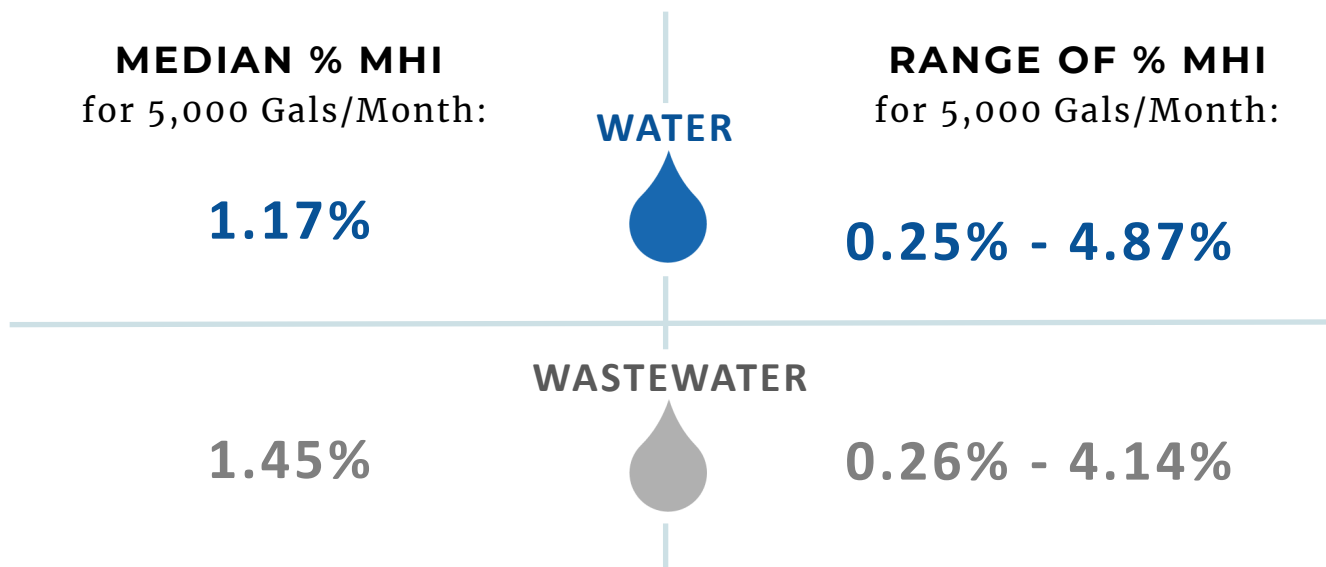 MEDIAN % MHI
for 5,000 Gals/Month:
RANGE OF % MHI
for 5,000 Gals/Month:
WATER
1.17%
0.25% - 4.87%
WASTEWATER
1.45%
0.26% - 4.14%